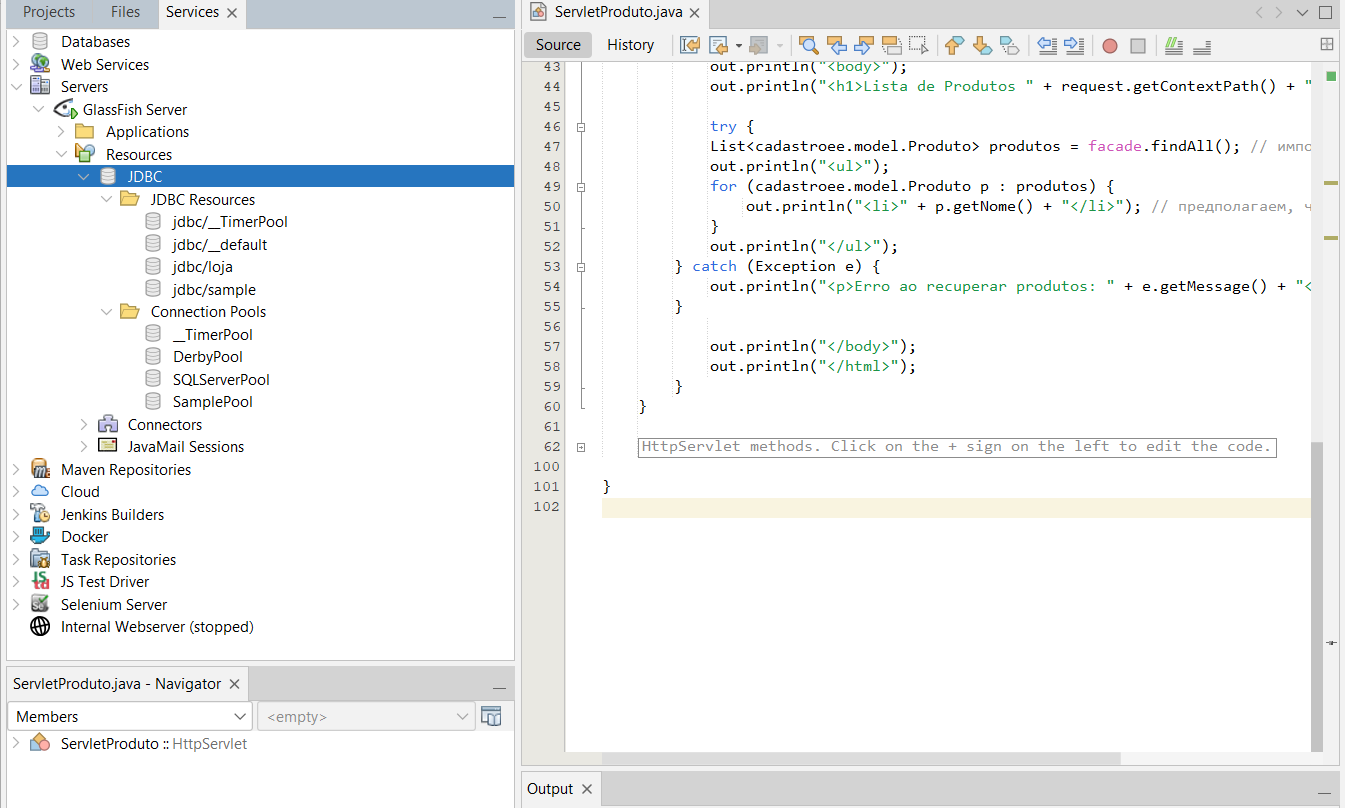 Projects Files Services
Databases
Web Services
Servers
GlassFish Server
Applications
Resources
JDBC
JDBC Resources
jdbc/__TimerPool
jdbc/__default
jdbc/loja
jdbc/sample
Connection Pools
__TimerPool
DerbyPool
SQLServerPool
SamplePool
Connectors
JavaMail Sessions
Maven Repositories
Cloud
Jenkins Builders
Docker
Task Repositories
JS Test Driver
Selenium Server
Internal Webserver (stopped)
ServletProduto.java - Navigator
Members <empty>
ServletProduto :: HttpServlet
ServletProduto.java
Source History
43 out.println("<body>");
44 out.println("<h1>Lista de Produtos " + request.getContextPath() + "
45
46 try {
47 List<cadastroee.model.Produto> produtos = facade.findAll(); // импо
48 out.println("<ul>");
49 for (cadastroee.model.Produto p : produtos) {
50 out.println("<li>" + p.getNome() + "</li>"); // предполагаем, ч
51 }
52 out.println("</ul>");
53 } catch (Exception e) {
54 out.println("<p>Erro ao recuperar produtos: " + e.getMessage() + "<
55 }
56
57 out.println("</body>");
58 out.println("</html>");
59 }
60 }
61
62 HttpServlet methods. Click on the + sign on the left to edit the code.
100
101 }
102
Output